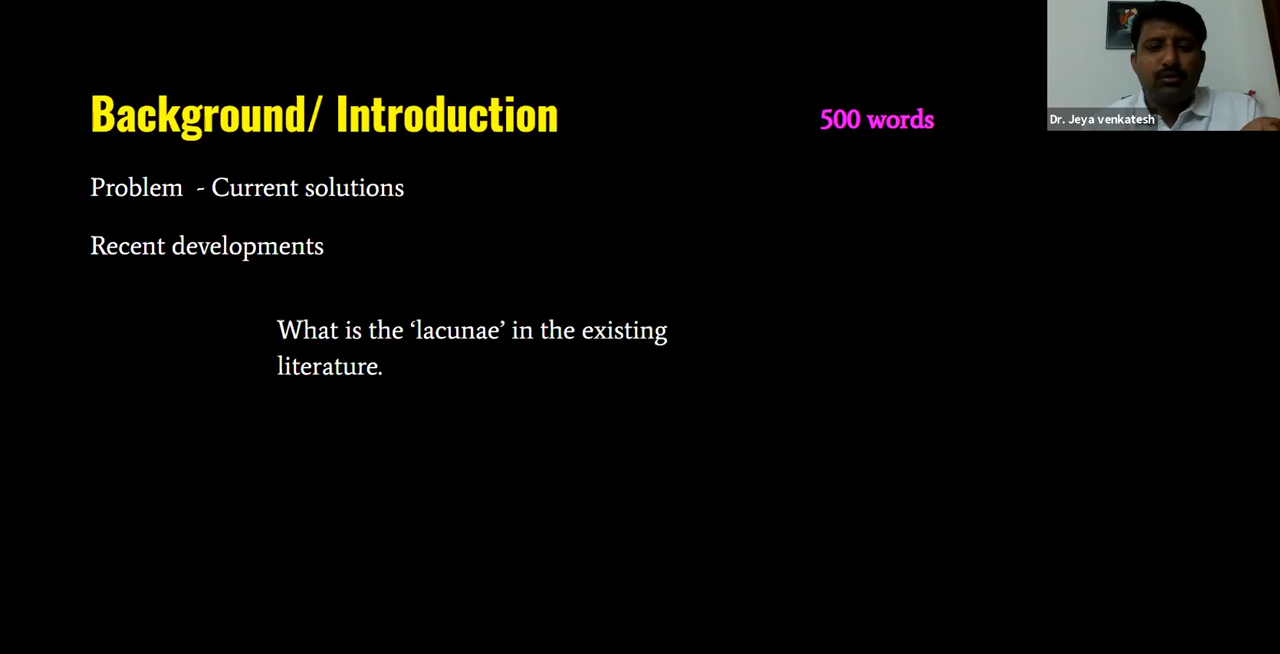 Background/ Introduction
500 words
Dr. Jeya venkatesh
Problem - Current solutions
Recent developments
What is the ‘lacunae’ in the existing
literature.